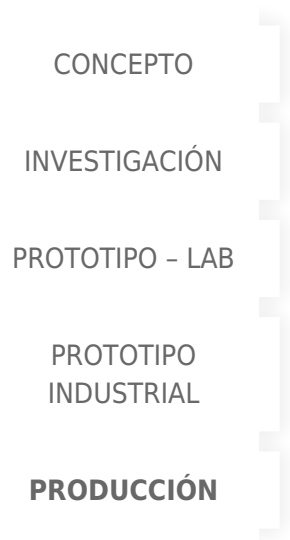 CONCEPTO
INVESTIGACIÓN
PROTOTIPO – LAB
PROTOTIPO
INDUSTRIAL
PRODUCCIÓN